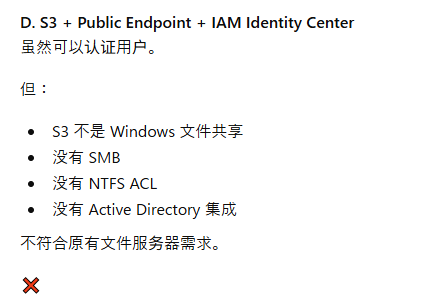 D. S3 + Public Endpoint + IAM Identity Center
虽然可以认证用户。
但：
• S3 不是 Windows 文件共享
• 没有 SMB
• 没有 NTFS ACL
• 没有 Active Directory 集成
不符合原有文件服务器需求。
❌